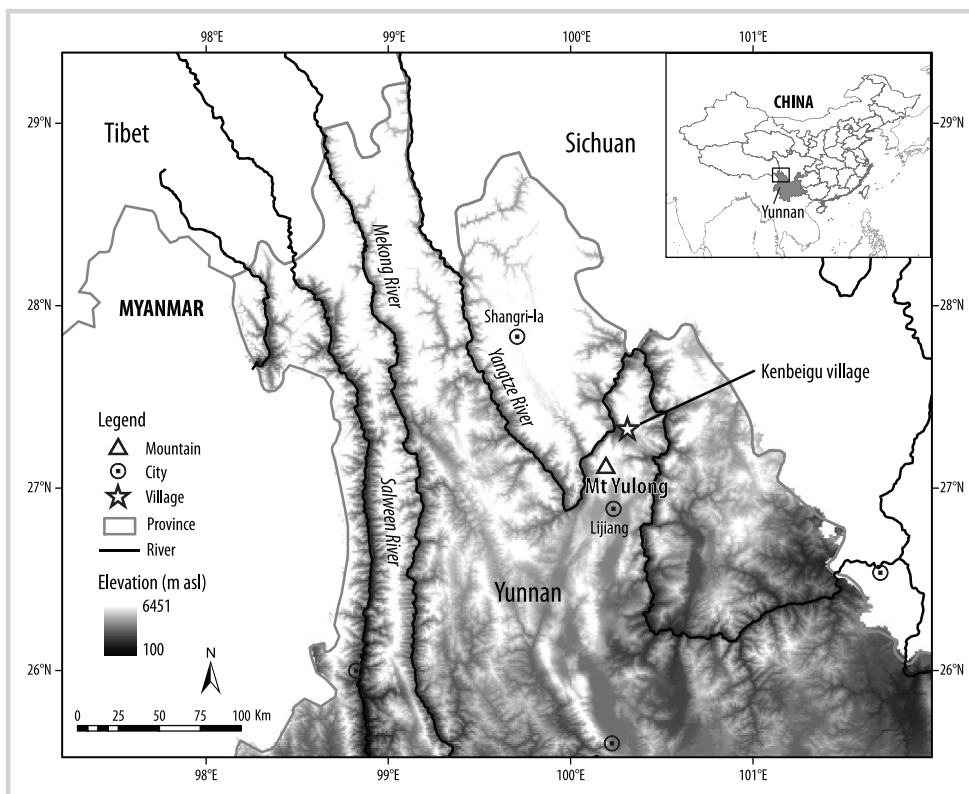 98°E
99°E
100°E
101°E
29°N
29°N
Tibet
Sichuan
CHINA
Yunnan
Mekong River
MYANMAR
28°N
28°N
Shangri-la
Yangtze River
Kenbeigu village
Legend
Mountain
City
Village
Province
River
Elevation (m asl)
6451
100
27°N
27°N
Mt Yulong
Lijiang
Salween River
Yunnan
26°N
26°N
N
0 25 50 75 100 Km
98°E
99°E
100°E
101°E